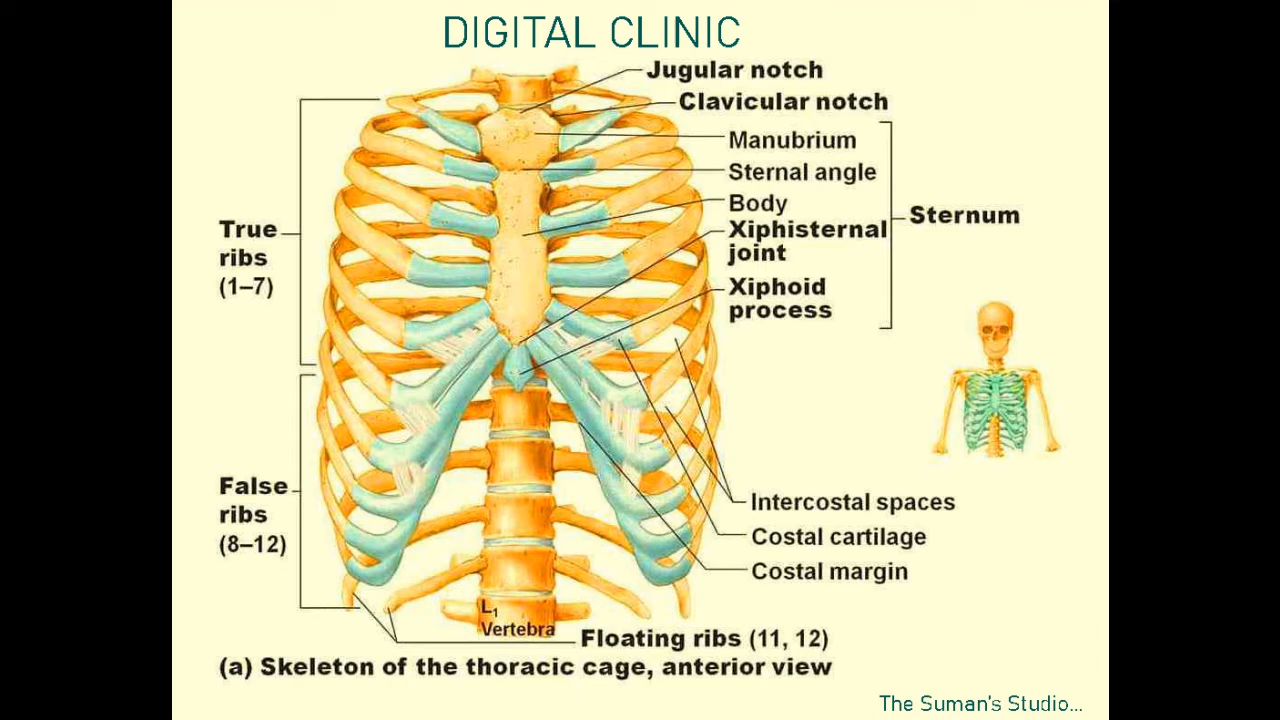 DIGITAL CLINIC
Jugular notch
Clavicular notch
Manubrium
Sternal angle
Body
Xiphisternal
joint
Xiphoid
process
Sternum
True
ribs
(1–7)
False
ribs
(8–12)
Intercostal spaces
Costal cartilage
Costal margin
L1
Vertebra
Floating ribs (11, 12)
(a) Skeleton of the thoracic cage, anterior view
The Suman's Studio...